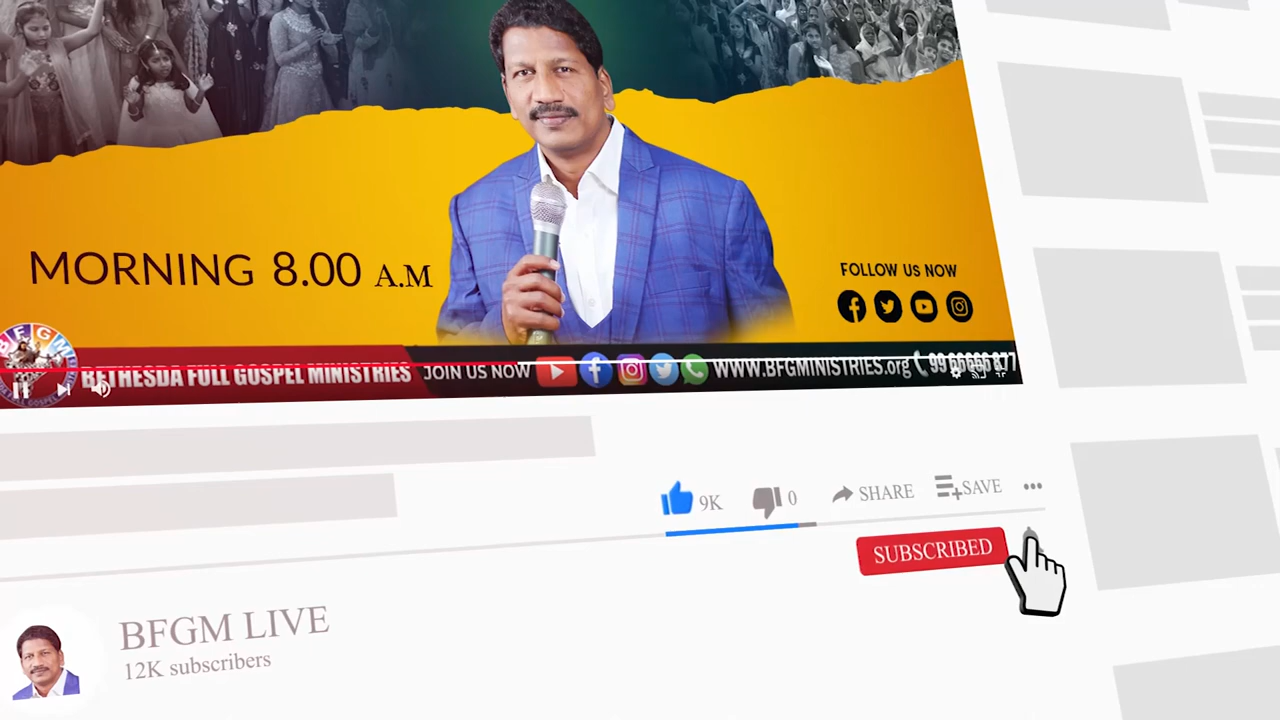 MORNING 8.00 A.M
FOLLOW US NOW
BFGM
BETHESDA FULL GOSPEL MINISTRIES
JOIN US NOW
WWW.BFGMINISTRIES.org
9K
0
SHARE
SAVE
SUBSCRIBED
BFGM LIVE
12K subscribers